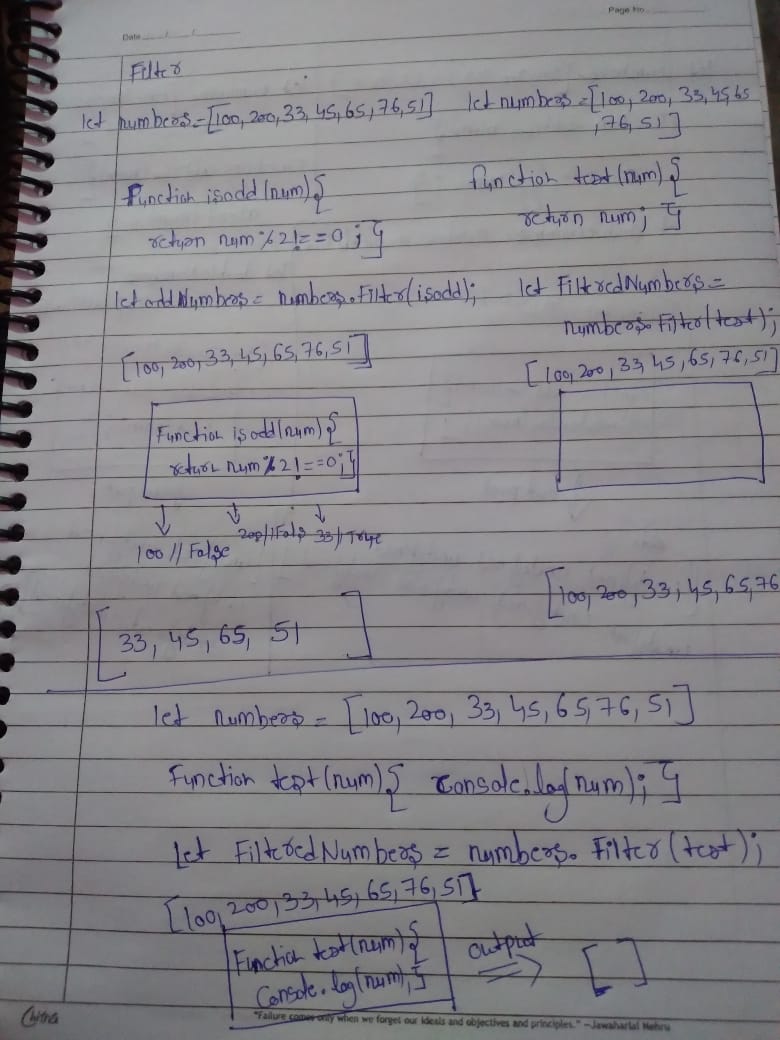 Page No
Date / /
Filter
let numbers=[100,200,33,45,65,76,51]
function isodd(num){
return num%2!==0;}
let oddNumbers=numbers.Filter(isodd);
[100,200,33,45,65,76,51]
Function isodd(num){
return num%2!==0;}
100 // False
200//Fals
33//True
[33, 45, 65, 51]
let numbers=[100, 200, 33, 45, 65
,76, 51]
function test(num){
return num; }
let FilteredNumbers=
numbers.Filter(test);
[100, 200, 33, 45, 65, 76, 51]
[100, 200, 33, 45, 65, 76
let numbers = [100, 200, 33, 45, 65, 76, 51]
Function test(num){ Console.log(num); }
Let FilteredNumbers = numbers.Filter(test);
[100, 200, 33, 45, 65, 76, 51]
Function test(num){
Console.log(num);}
output
⇒ [ ]
Chitra
"Failure comes only when we forget our ideals and objectives and principles." –Jawaharlal Nehru